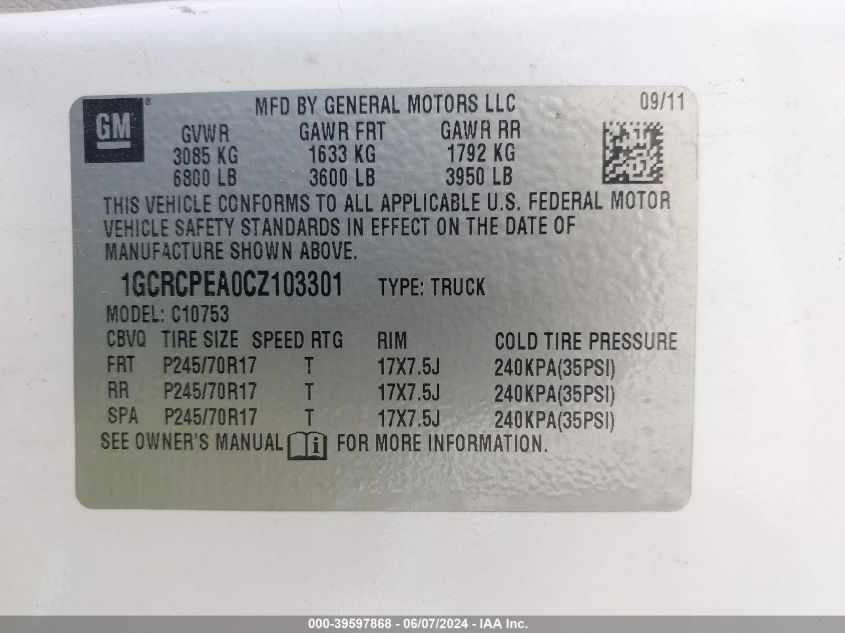 GM® MFD BY GENERAL MOTORS LLC 09/11
GVWR GAWR FRT GAWR RR
3085 KG 1633 KG 1792 KG
6800 LB 3600 LB 3950 LB
THIS VEHICLE CONFORMS TO ALL APPLICABLE U.S. FEDERAL MOTOR
VEHICLE SAFETY STANDARDS IN EFFECT ON THE DATE OF
MANUFACTURE SHOWN ABOVE.
1GCRCPEA0CZ103301 TYPE: TRUCK
MODEL: C10753
CBVQ TIRE SIZE SPEED RTG RIM COLD TIRE PRESSURE
FRT P245/70R17 T 17X7.5J 240KPA(35PSI)
RR P245/70R17 T 17X7.5J 240KPA(35PSI)
SPA P245/70R17 T 17X7.5J 240KPA(35PSI)
SEE OWNER'S MANUAL FOR MORE INFORMATION.
000-39597868 - 06/07/2024 - IAA Inc.